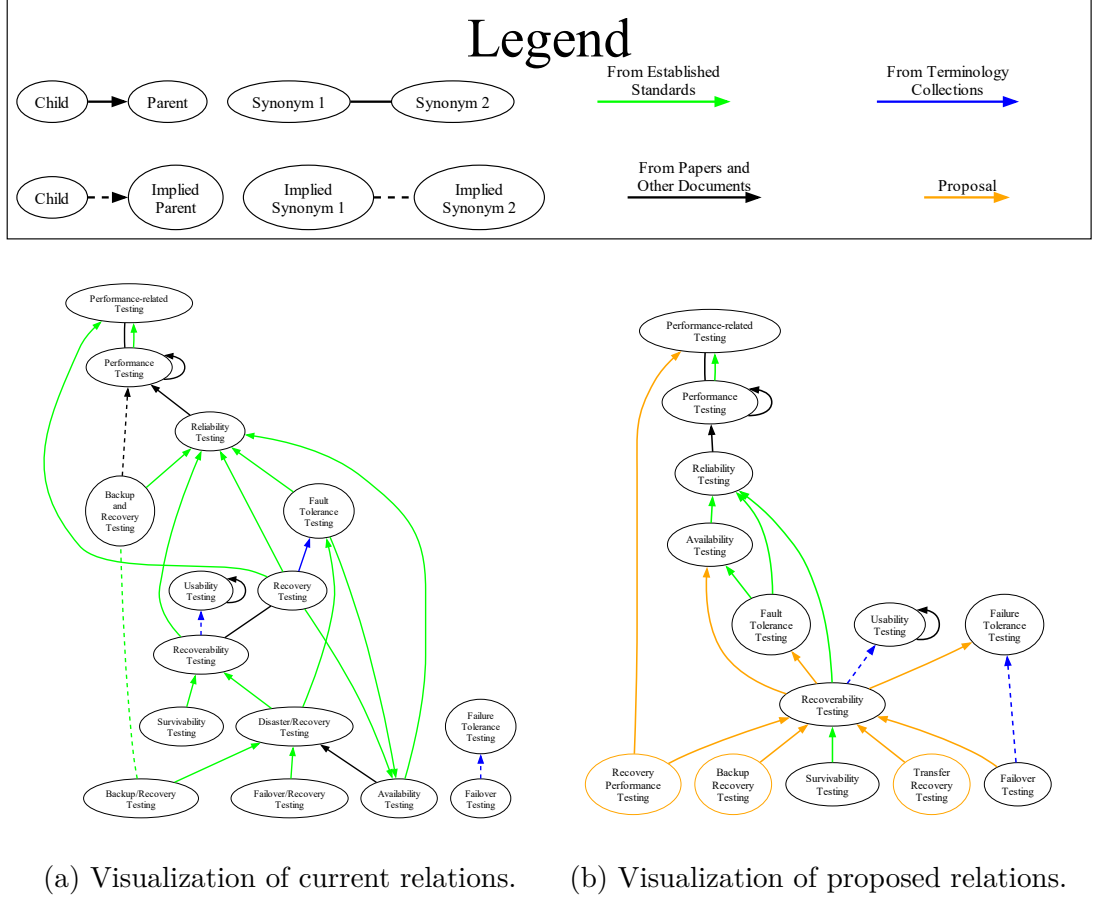 Legend
Child
Parent
Synonym 1
Synonym 2
From Established
Standards
From Terminology
Collections
Child
Implied
Parent
Implied
Synonym 1
Implied
Synonym 2
From Papers and
Other Documents
Proposal
Performance-related
Testing
Performance
Testing
Reliability
Testing
Backup
and
Recovery
Testing
Fault
Tolerance
Testing
Usability
Testing
Recovery
Testing
Recoverability
Testing
Survivability
Testing
Disaster/Recovery
Testing
Failure
Tolerance
Testing
Backup/Recovery
Testing
Failover/Recovery
Testing
Availability
Testing
Failover
Testing
(a) Visualization of current relations.
Performance-related
Testing
Performance
Testing
Reliability
Testing
Availability
Testing
Fault
Tolerance
Testing
Usability
Testing
Failure
Tolerance
Testing
Recoverability
Testing
Recovery
Performance
Testing
Backup
Recovery
Testing
Survivability
Testing
Transfer
Recovery
Testing
Failover
Testing
(b) Visualization of proposed relations.